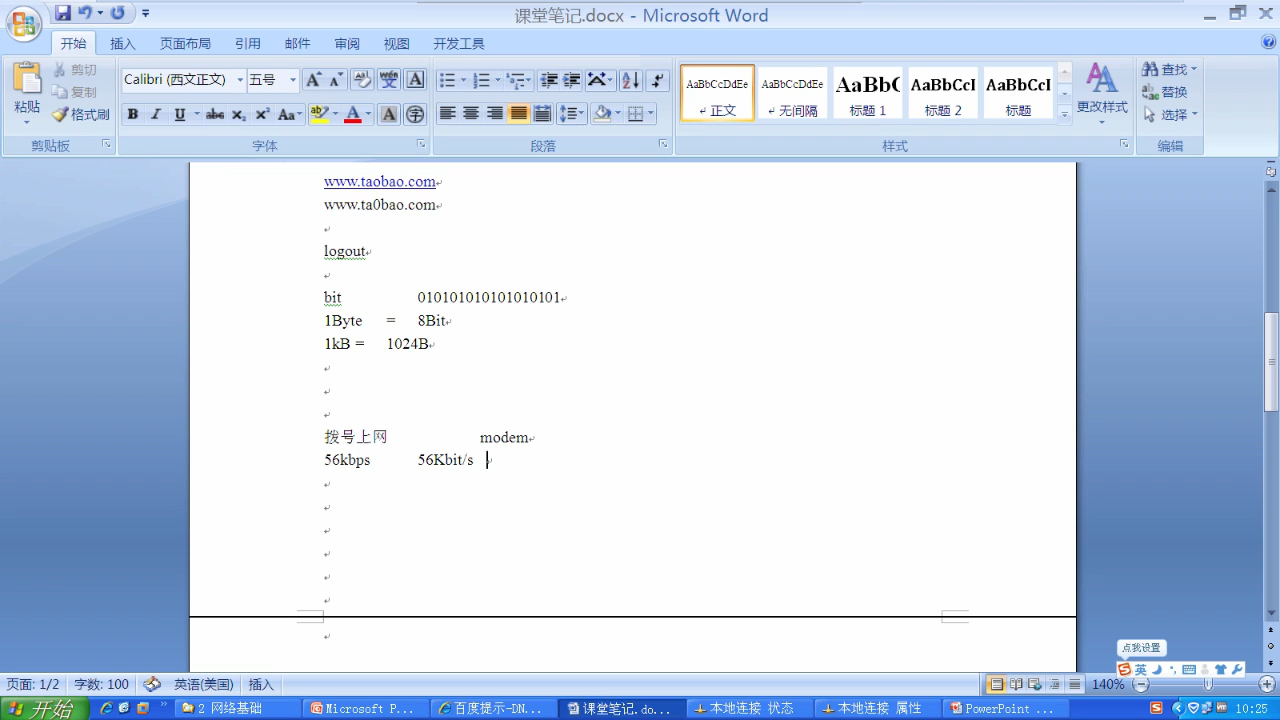 课堂笔记.docx - Microsoft Word
开始 插入 页面布局 引用 邮件 审阅 视图 开发工具
粘贴 剪切 复制 格式刷
Calibri (西文正文) 五号
AaBbCcDdEe AaBbCcDdEe AaBbC AaBbCcI AaBbCcI
正文 无间隔 标题 1 标题 2 标题
更改样式
查找 替换 选择
剪贴板 字体 段落 样式 编辑
www.taobao.com
www.ta0bao.com
logout
bit 010101010101010101
1Byte = 8Bit
1kB = 1024B
拨号上网 modem
56kbps 56Kbit/s
点我设置
英
页面: 1/2 字数: 100 英语(美国) 插入 140%
开始 2 网络基础 Microsoft P... 百度提示-DN... 课堂笔记.do... 本地连接 状态 本地连接 属性 PowerPoint ... 10:25